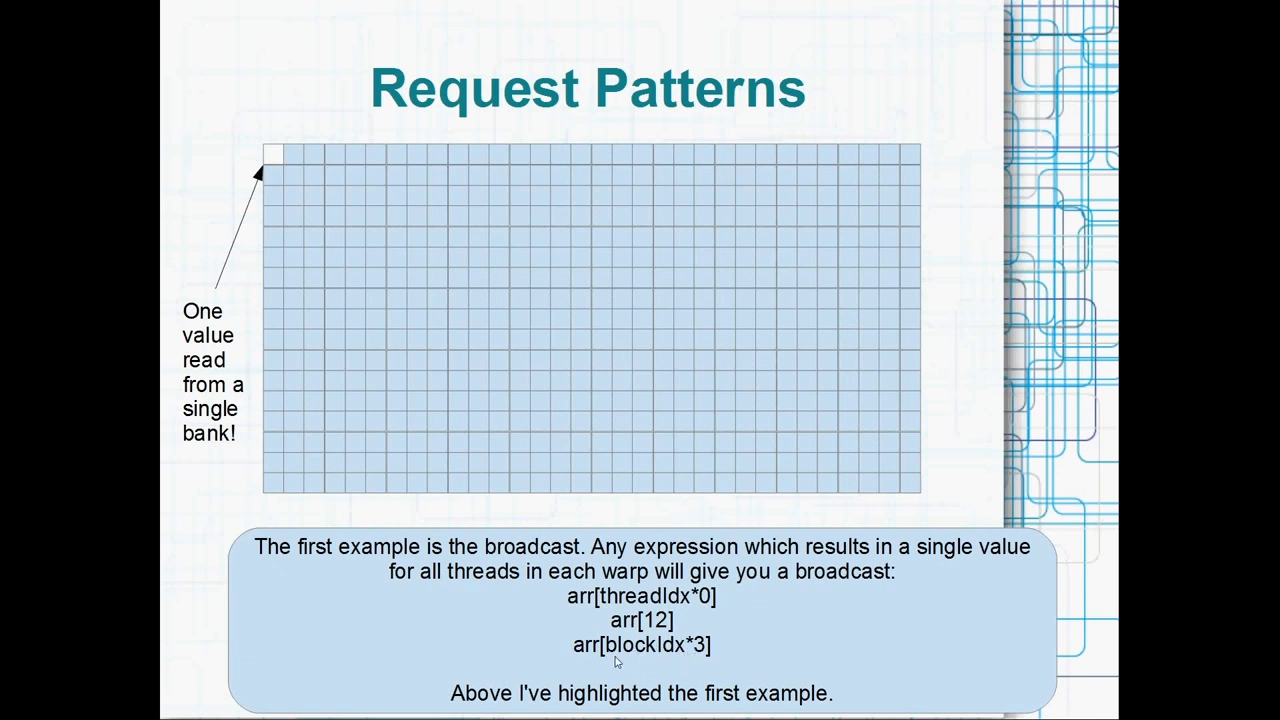 Request Patterns
One
value
read
from a
single
bank!
The first example is the broadcast. Any expression which results in a single value
for all threads in each warp will give you a broadcast:
arr[threadIdx*0]
arr[12]
arr[blockIdx*3]
Above I've highlighted the first example.